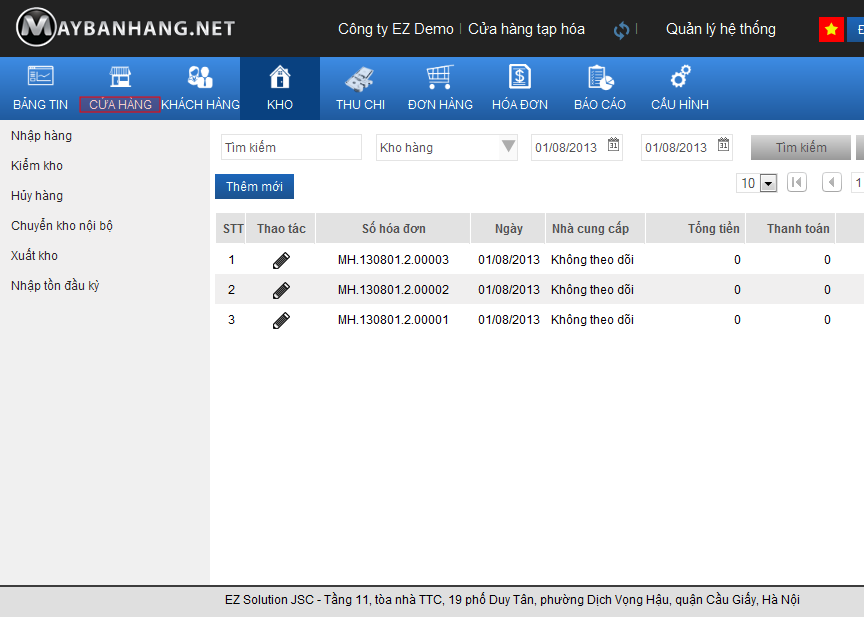 MAYBANHANG.NET
Công ty EZ Demo | Cửa hàng tạp hóa | Quản lý hệ thống
BẢNG TIN CỬA HÀNG KHÁCH HÀNG KHO THU CHI ĐƠN HÀNG HÓA ĐƠN BÁO CÁO CẤU HÌNH
Nhập hàng
Kiểm kho
Hủy hàng
Chuyển kho nội bộ
Xuất kho
Nhập tồn đầu kỳ
Tìm kiếm Kho hàng 01/08/2013 31 01/08/2013 31 Tìm kiếm
Thêm mới 10 1
STT Thao tác Số hóa đơn Ngày Nhà cung cấp Tổng tiền Thanh toán
1 MH.130801.2.00003 01/08/2013 Không theo dõi 0 0
2 MH.130801.2.00002 01/08/2013 Không theo dõi 0 0
3 MH.130801.2.00001 01/08/2013 Không theo dõi 0 0
EZ Solution JSC - Tầng 11, tòa nhà TTC, 19 phố Duy Tân, phường Dịch Vọng Hậu, quận Cầu Giấy, Hà Nội